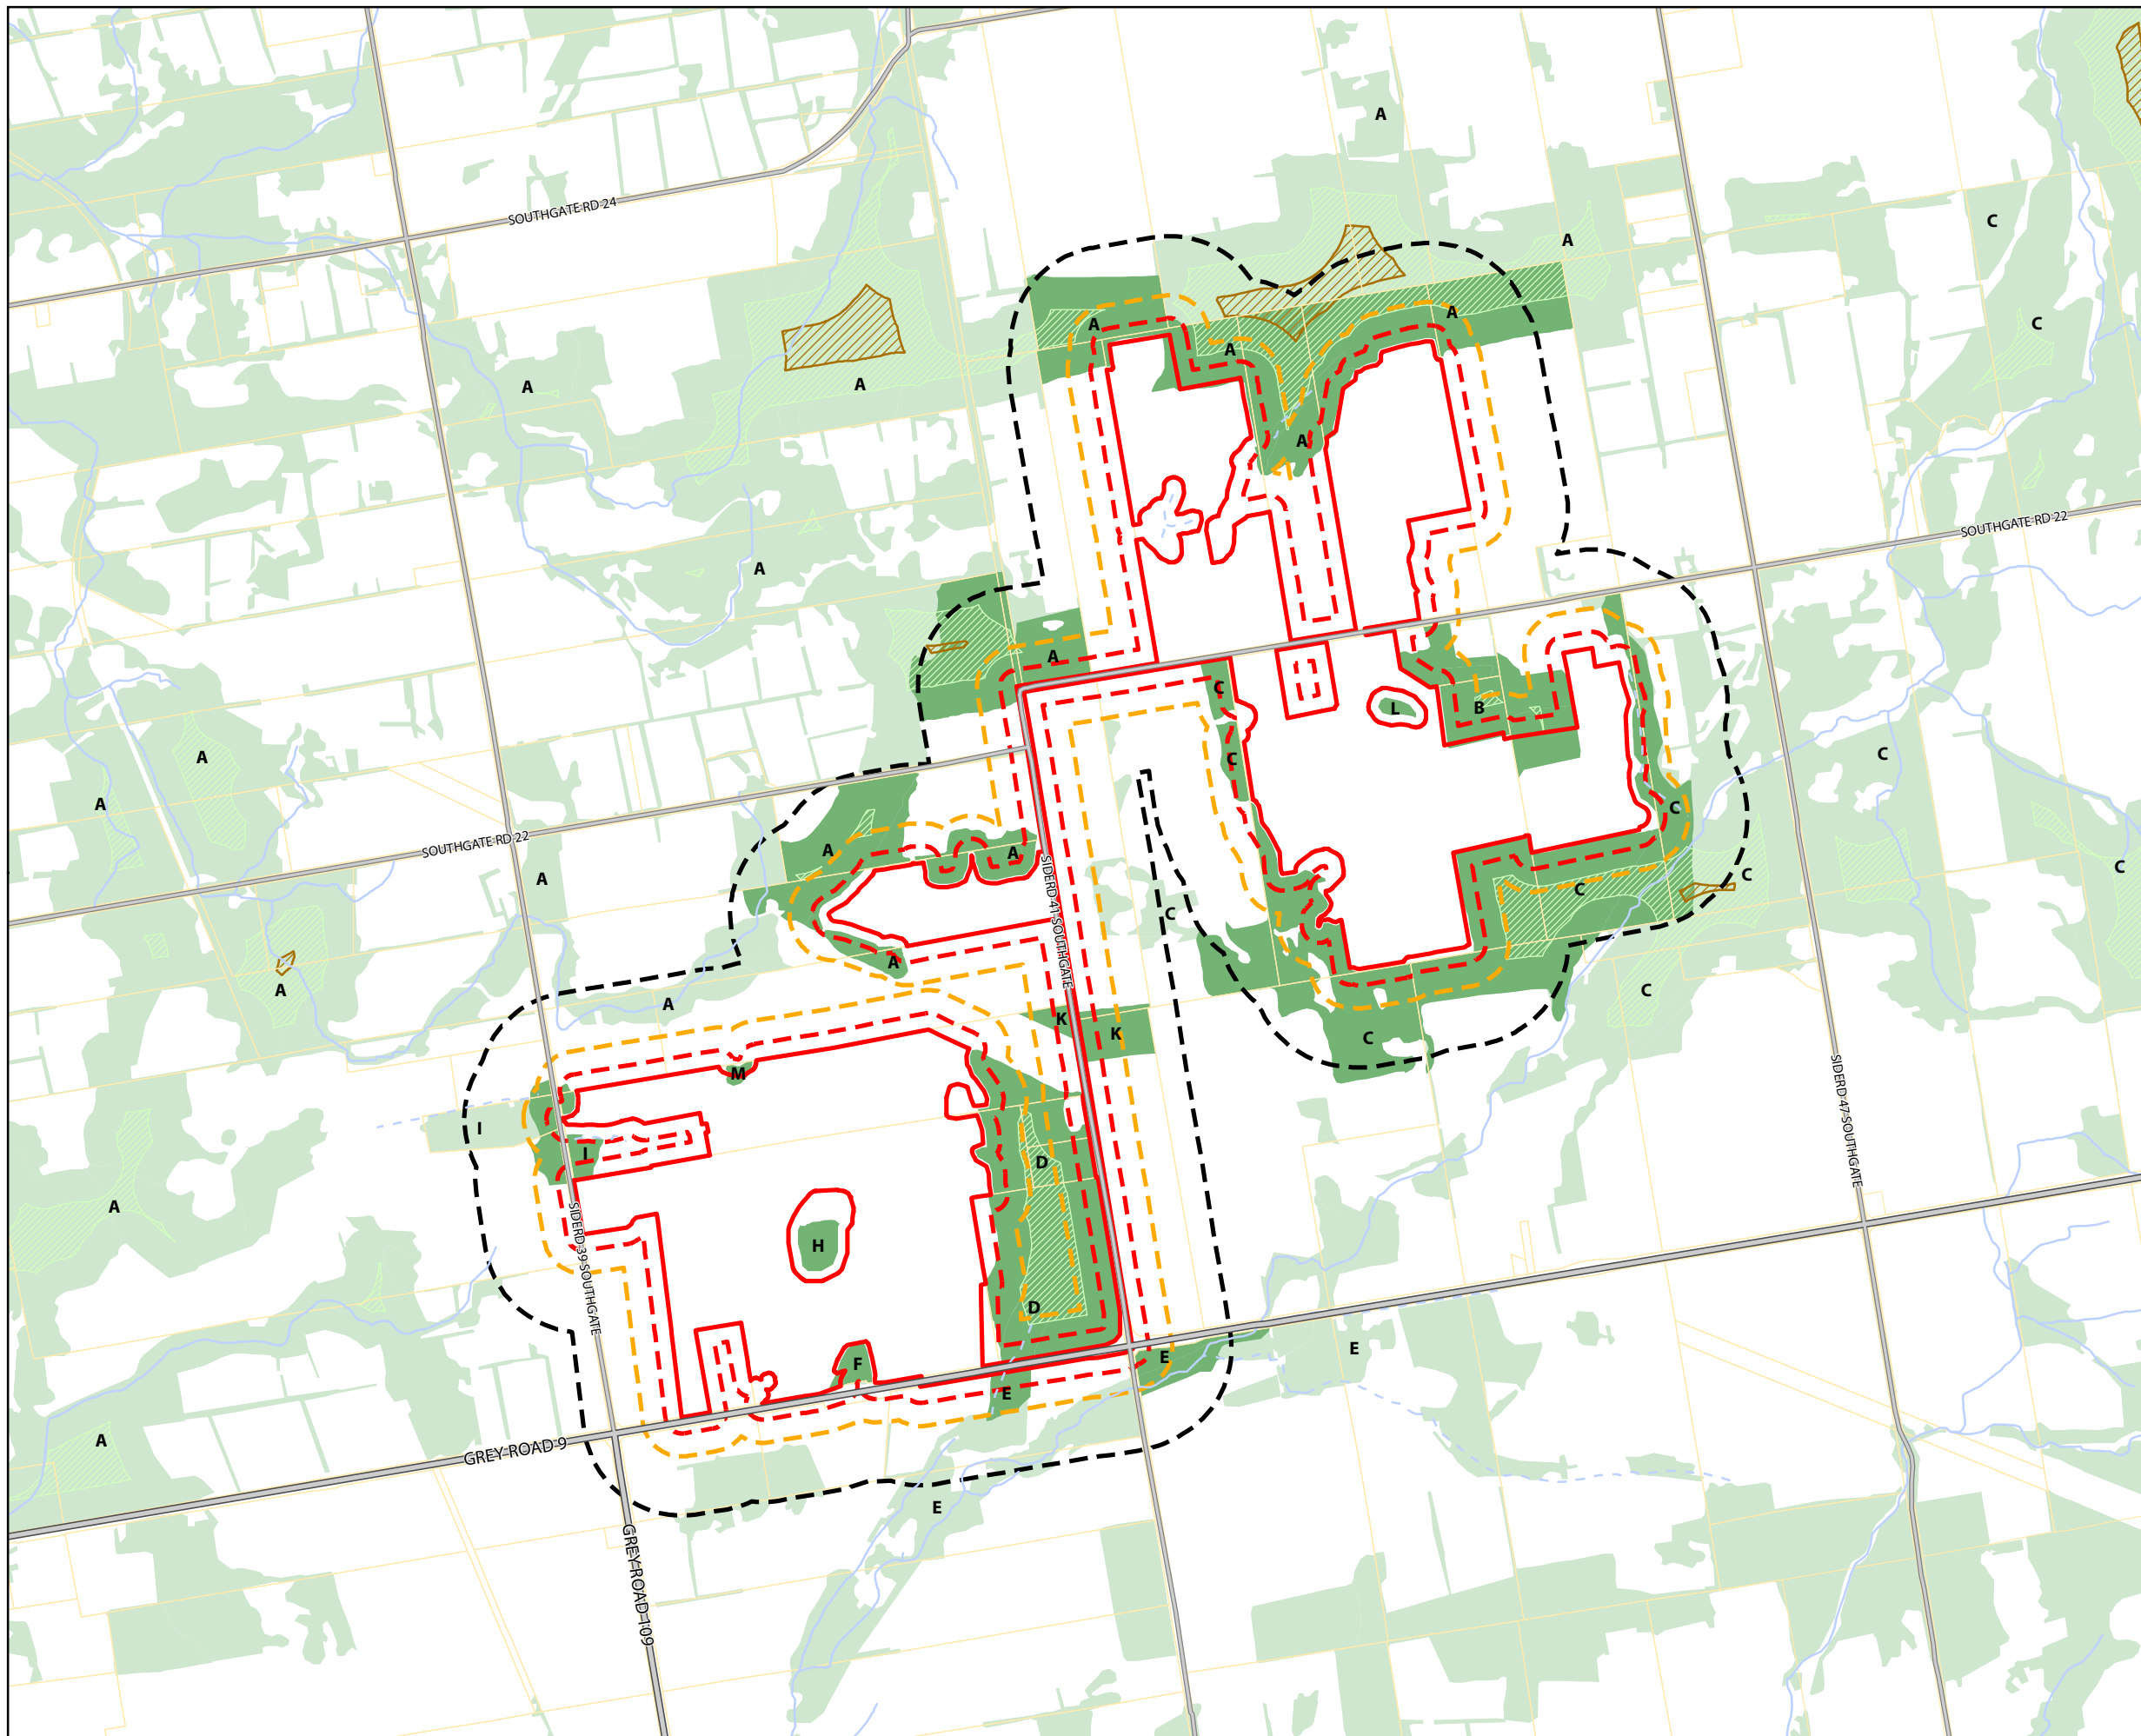 A
SOUTHGATE RD 24
C
A
C
A
A
A
A
A
A
A
SOUTHGATE RD 22
A
A
C
L
B
A
C
C
A
C
SOUTHGATE RD 22
A
A
A
C
C
C
A
SIDERD 41 SOUTHGATE
C
A
A
C
A
K
K
C
M
I
SIDERD 47 SOUTHGATE
I
D
A
H
SIDERD 39 SOUTHGATE
D
E
E
F
E
A
GREY ROAD 9
E
GREY ROAD 109